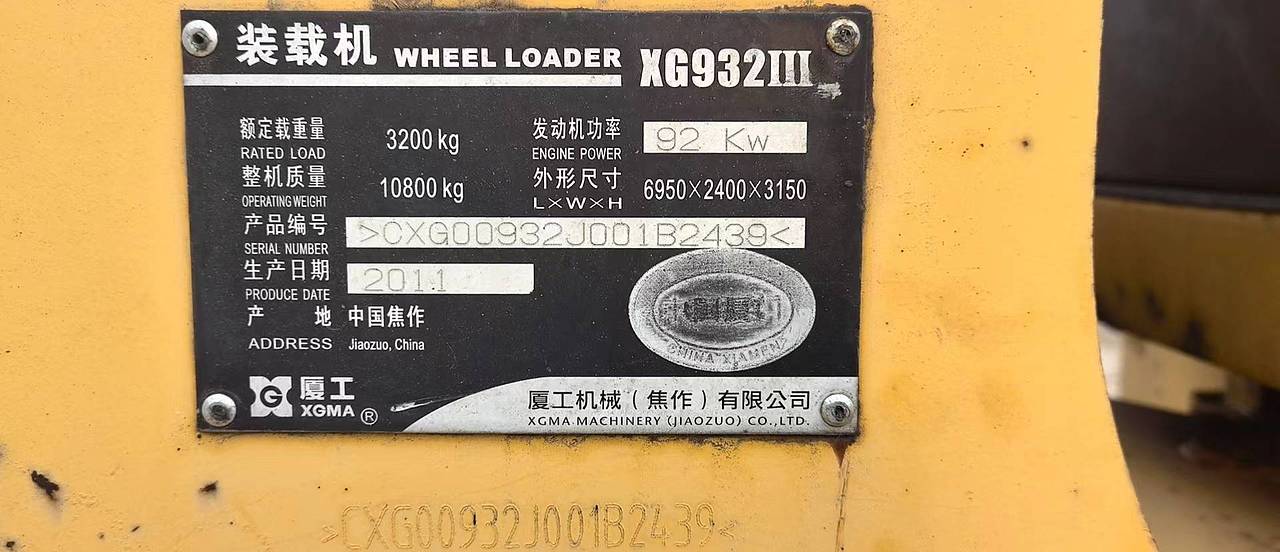 装载机 WHEEL LOADER XG932III
额定载重量 3200 kg 发动机功率 92 Kw
RATED LOAD ENGINE POWER
整机质量 10800 kg 外形尺寸 6950×2400×3150
OPERATING WEIGHT L×W×H
产品编号 >CXG00932J001B2439<
SERIAL NUMBER
生产日期 2011
PRODUCE DATE
产 地 中国焦作
ADDRESS Jiaozuo, China
CHINA XIAMEN
厦工
XGMA ®
厦工机械（焦作）有限公司
XGMA MACHINERY (JIAOZUO) CO.,LTD.
>CXG00932J001B2439<